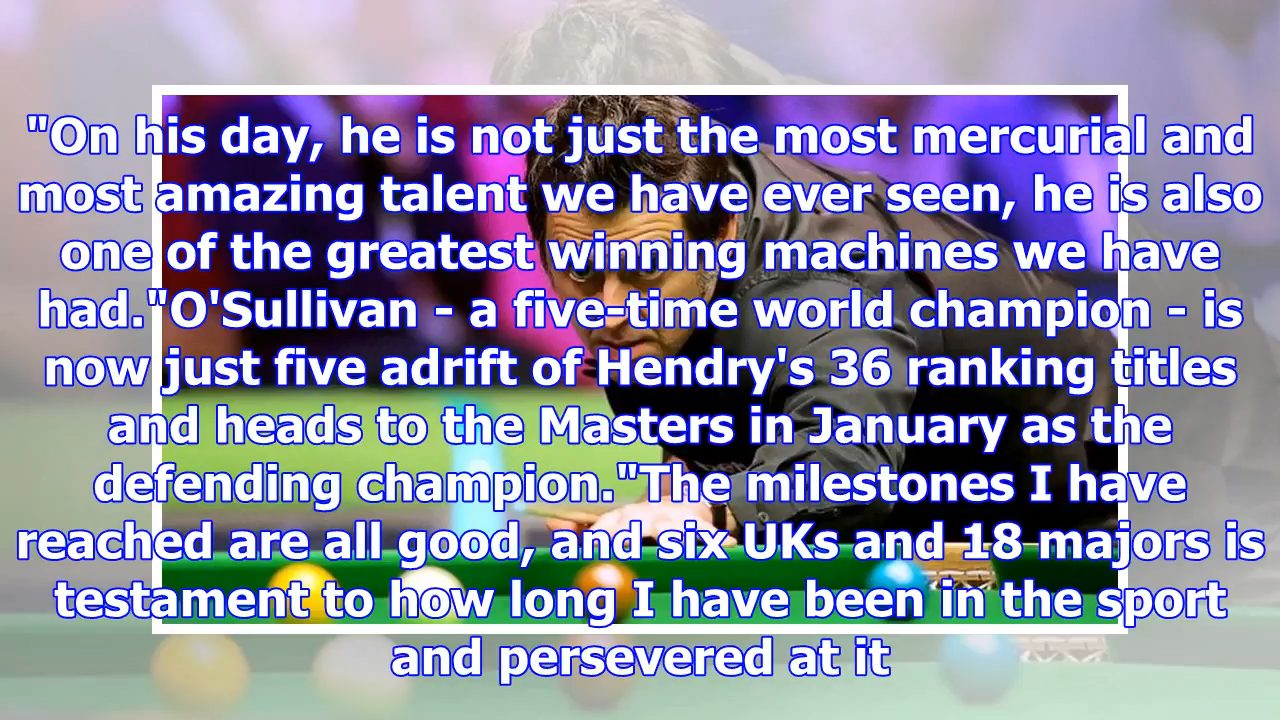 "On his day, he is not just the most mercurial and
most amazing talent we have ever seen, he is also
one of the greatest winning machines we have
had."O'Sullivan - a five-time world champion - is
now just five adrift of Hendry's 36 ranking titles
and heads to the Masters in January as the
defending champion."The milestones I have
reached are all good, and six UKs and 18 majors is
testament to how long I have been in the sport
and persevered at it